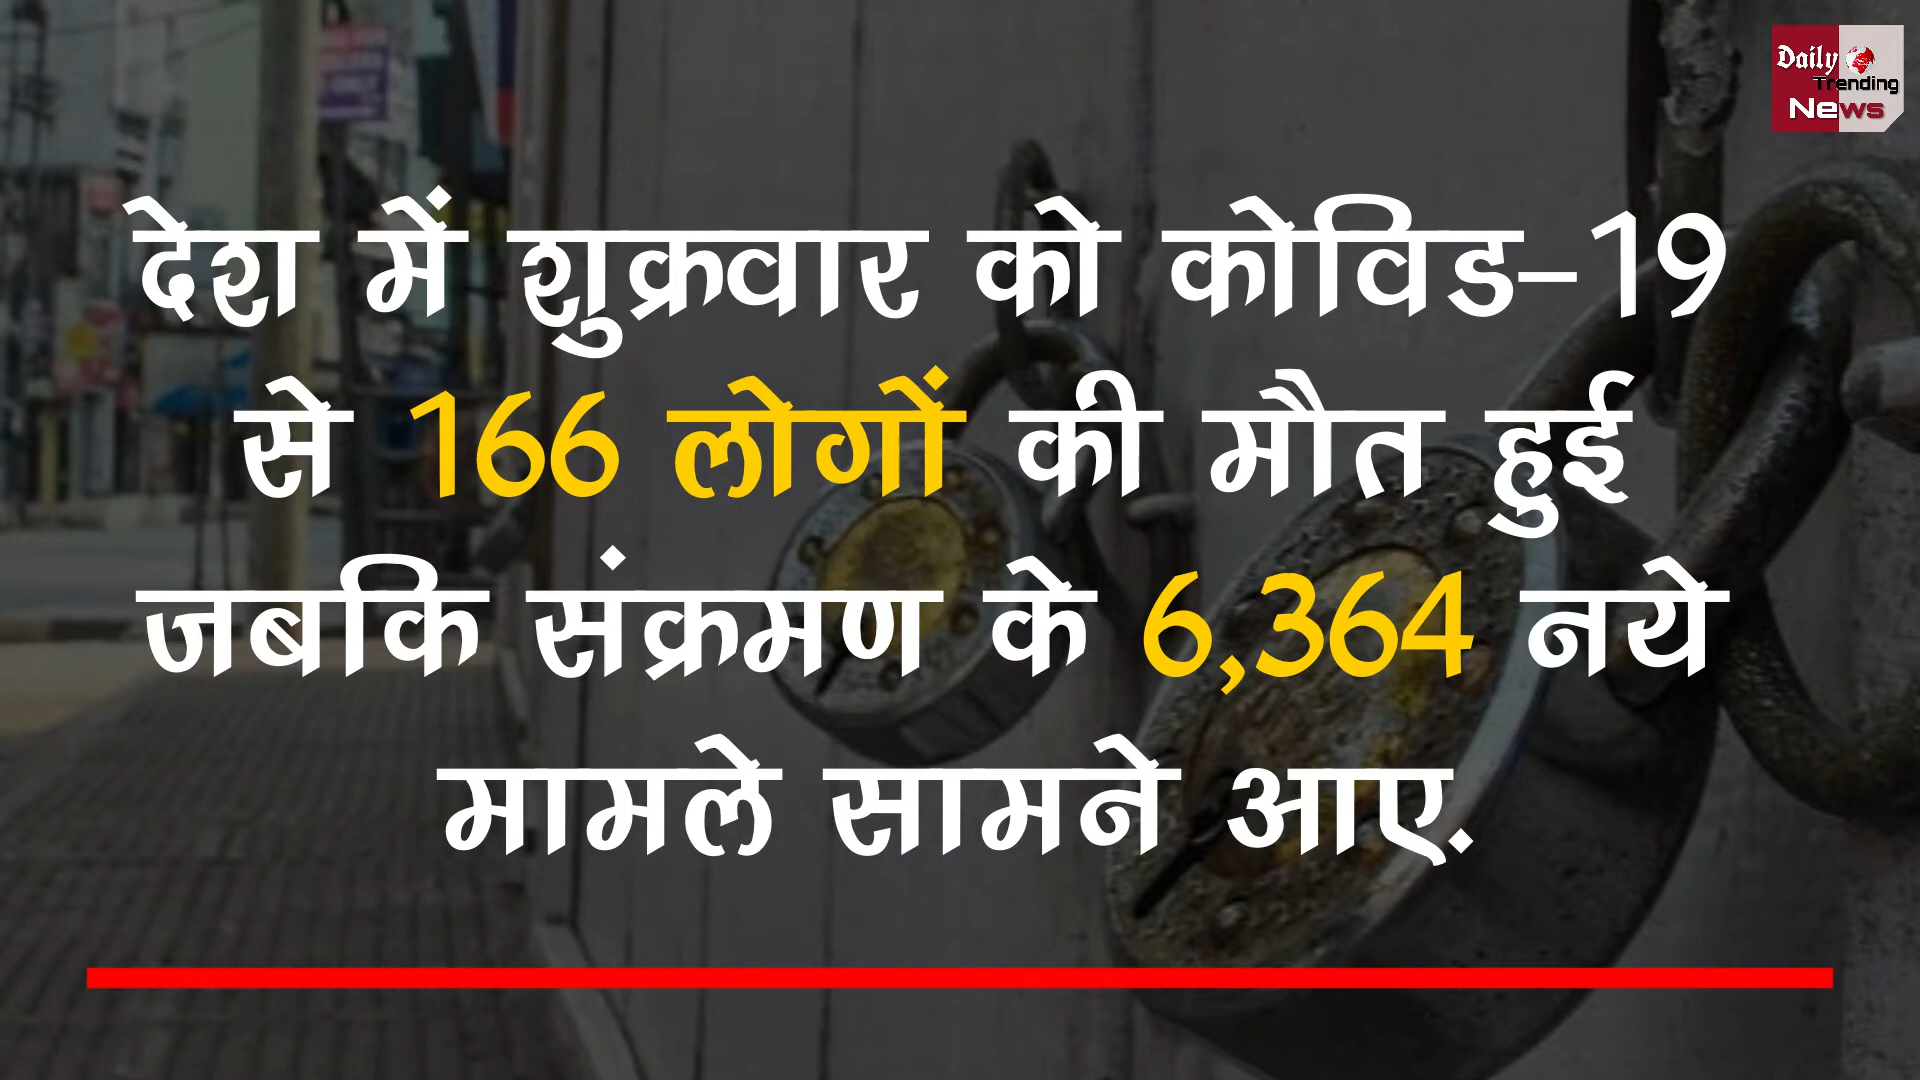 Daily
Trending
News
देश में शुक्रवार को कोविड-19
से 166 लोगों की मौत हुई
जबकि संक्रमण के 6,364 नये
मामले सामने आए.